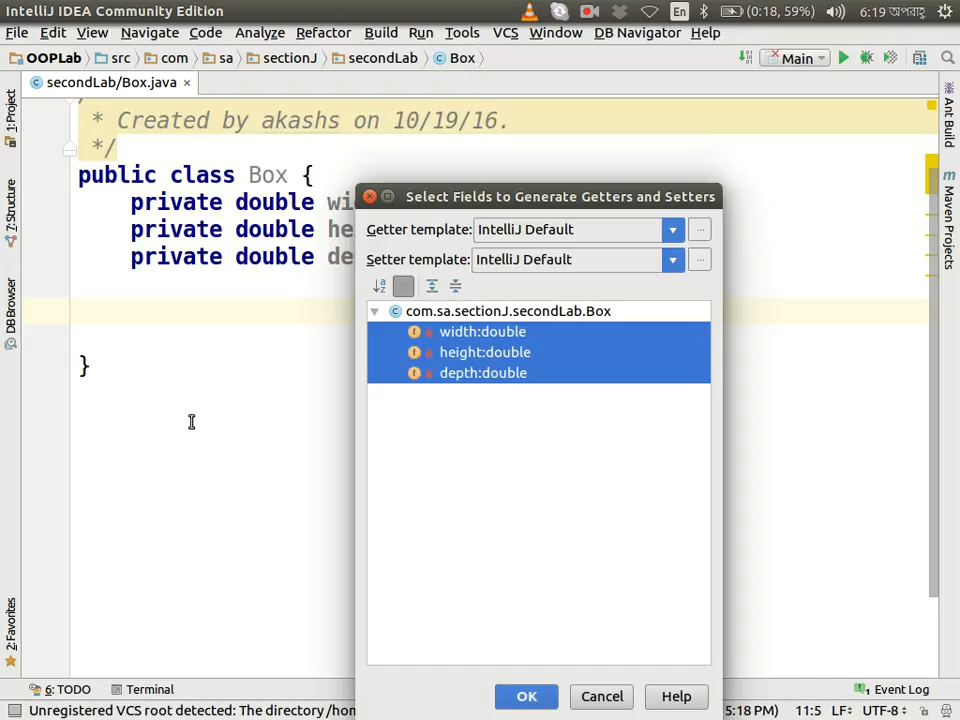 IntelliJ IDEA Community Edition
En
(0:18, 59%)
6:19 অপরাহ্ণ
File Edit View Navigate Code Analyze Refactor Build Run Tools VCS Window DB Navigator Help
OOPLab src com sa sectionJ secondLab Box
Main
secondLab/Box.java ×
* Created by akashs on 10/19/16.
*/
public class Box {
private double wi
private double he
private double de
}
Select Fields to Generate Getters and Setters
Getter template: IntelliJ Default ...
Setter template: IntelliJ Default ...
com.sa.sectionJ.secondLab.Box
width:double
height:double
depth:double
OK Cancel Help
1: Project
7: Structure
DB Browser
2: Favorites
Ant Build
Maven Projects
6: TODO Terminal Event Log
Unregistered VCS root detected: The directory /hom
5:18 PM) 11:5 LF UTF-8